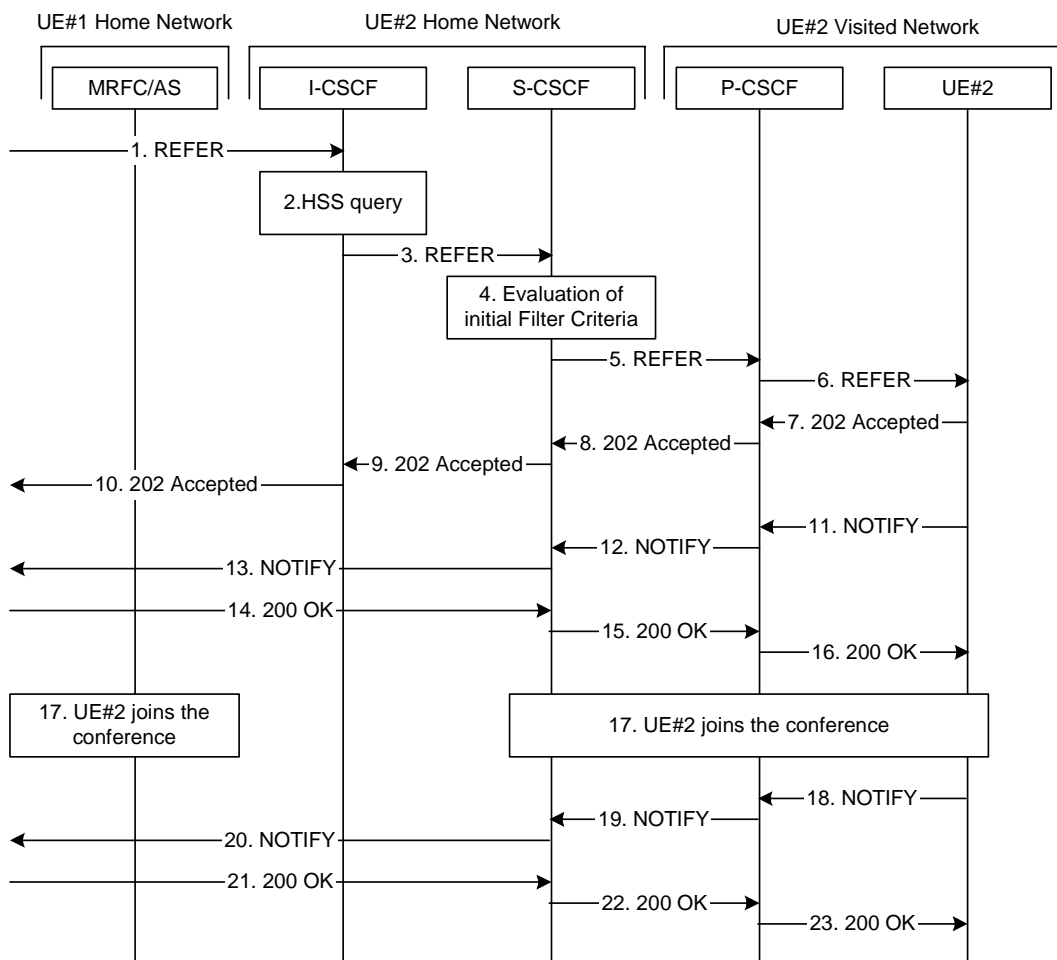 UE#1 Home Network
UE#2 Home Network
UE#2 Visited Network
MRFC/AS
I-CSCF
S-CSCF
P-CSCF
UE#2
1. REFER
2.HSS query
3. REFER
4. Evaluation of
initial Filter Criteria
5. REFER
6. REFER
7. 202 Accepted
8. 202 Accepted
9. 202 Accepted
10. 202 Accepted
11. NOTIFY
12. NOTIFY
13. NOTIFY
14. 200 OK
15. 200 OK
16. 200 OK
17. UE#2 joins the
conference
17. UE#2 joins the conference
18. NOTIFY
19. NOTIFY
20. NOTIFY
21. 200 OK
22. 200 OK
23. 200 OK